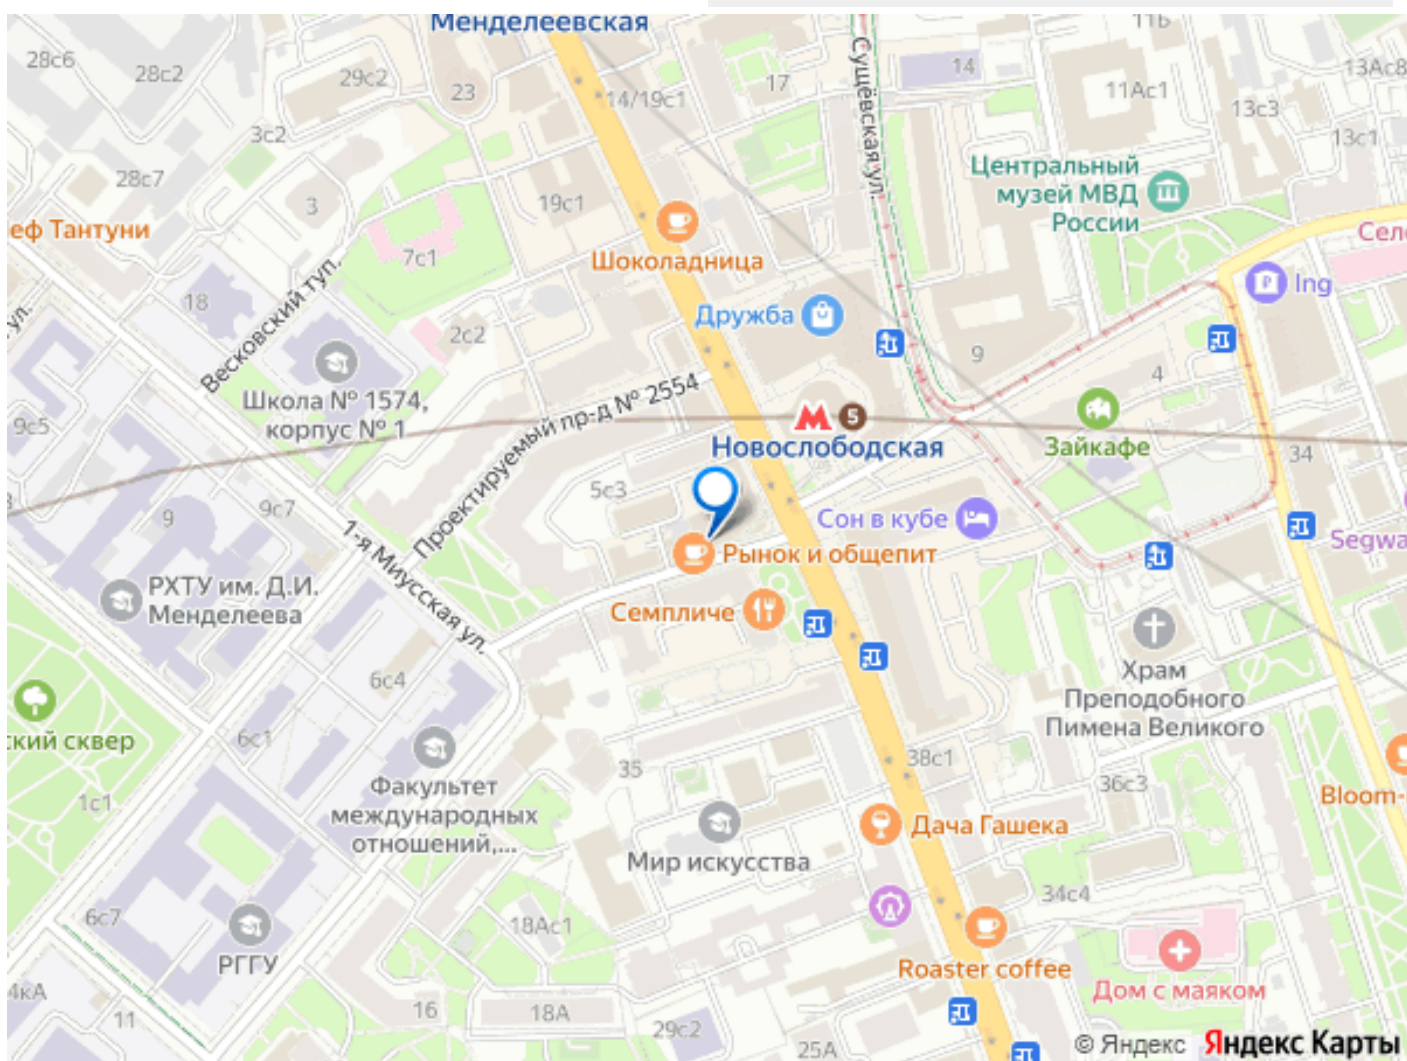 Менделеевская
11Б
28с6
28с2
29с2
23
14/19с1
17
Сущёвская ул.
14
11Ас1
13Ас8
13с3
13с1
3с2
28с7
3
19с1
Центральный
музей МВД
России
еф Тантуни
7с1
Шоколадница
Село
Ing
18
ул.
Весковский туп.
2с2
Дружба
9
4
Школа № 1574,
корпус № 1
Проектируемый пр-д № 2554
5
Новослободская
Зайкафе
34
9с5
9с7
9
5с3
Сон в кубе
Segwa
1-я Миусская ул.
Рынок и общепит
РХТУ им. Д.И.
Менделеева
Семпличе
Храм
Преподобного
Пимена Великого
6с4
ский сквер
6с1
1с1
Факультет
международных
отношений,...
35
38с1
36с3
Bloom-
Дача Гашека
Мир искусства
34с4
6с7
18Ас1
РГГУ
Roaster coffee
Дом с маяком
4кА
11
16
18А
29с2
25А
© Яндекс Яндекс Карты